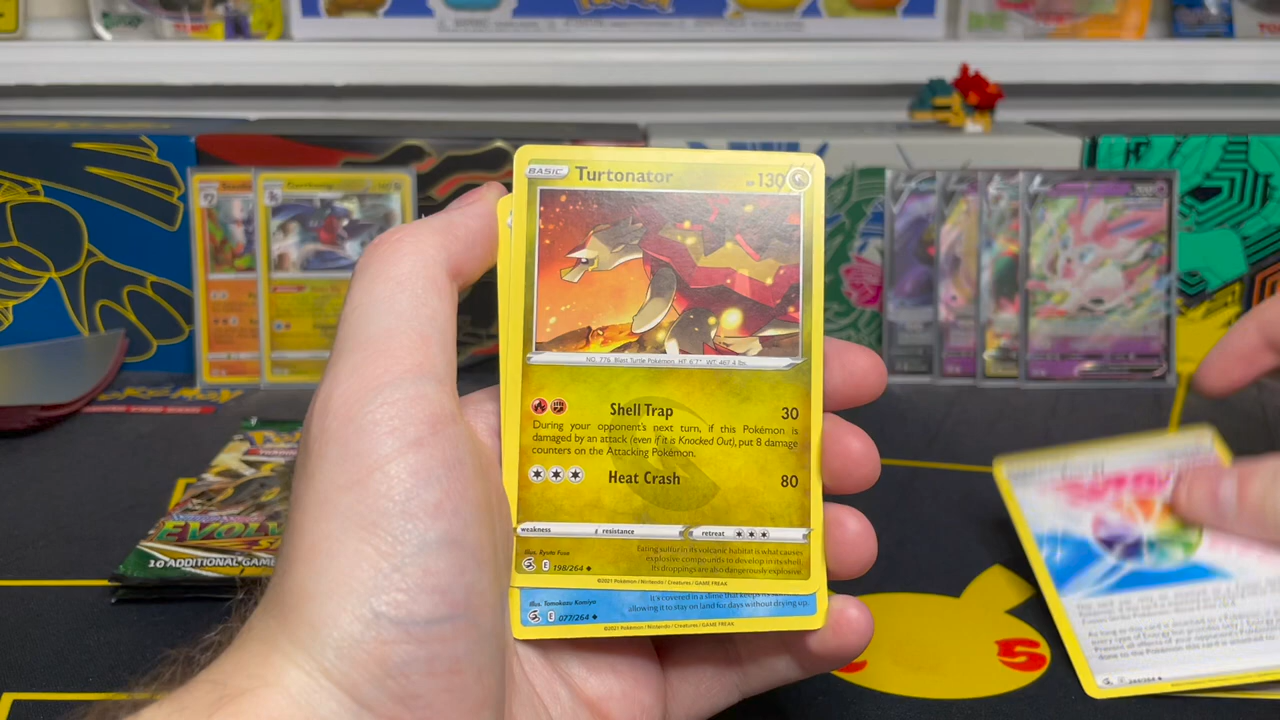 BASIC Turtonator HP 130
NO. 776 Blast Turtle Pokémon HT: 6'7" WT: 467.4 lbs.
Shell Trap 30
During your opponent's next turn, if this Pokémon is
damaged by an attack (even if it is Knocked Out), put 8 damage
counters on the Attacking Pokémon.
Heat Crash 80
weakness resistance retreat
Illus. Ryuta Fuse
Eating sulfur in its volcanic habitat is what causes
explosive compounds to develop in its shell.
Its droppings are also dangerously explosive.
E 198/264
©2021 Pokémon / Nintendo / Creatures / GAME FREAK
Illus. Tomokazu Komiya
It's covered in a slime that keeps its
allowing it to stay on land for days without drying up.
E 077/264
©2021 Pokémon / Nintendo / Creatures / GAME FREAK
EVOLV
10 ADDITIONAL GAME